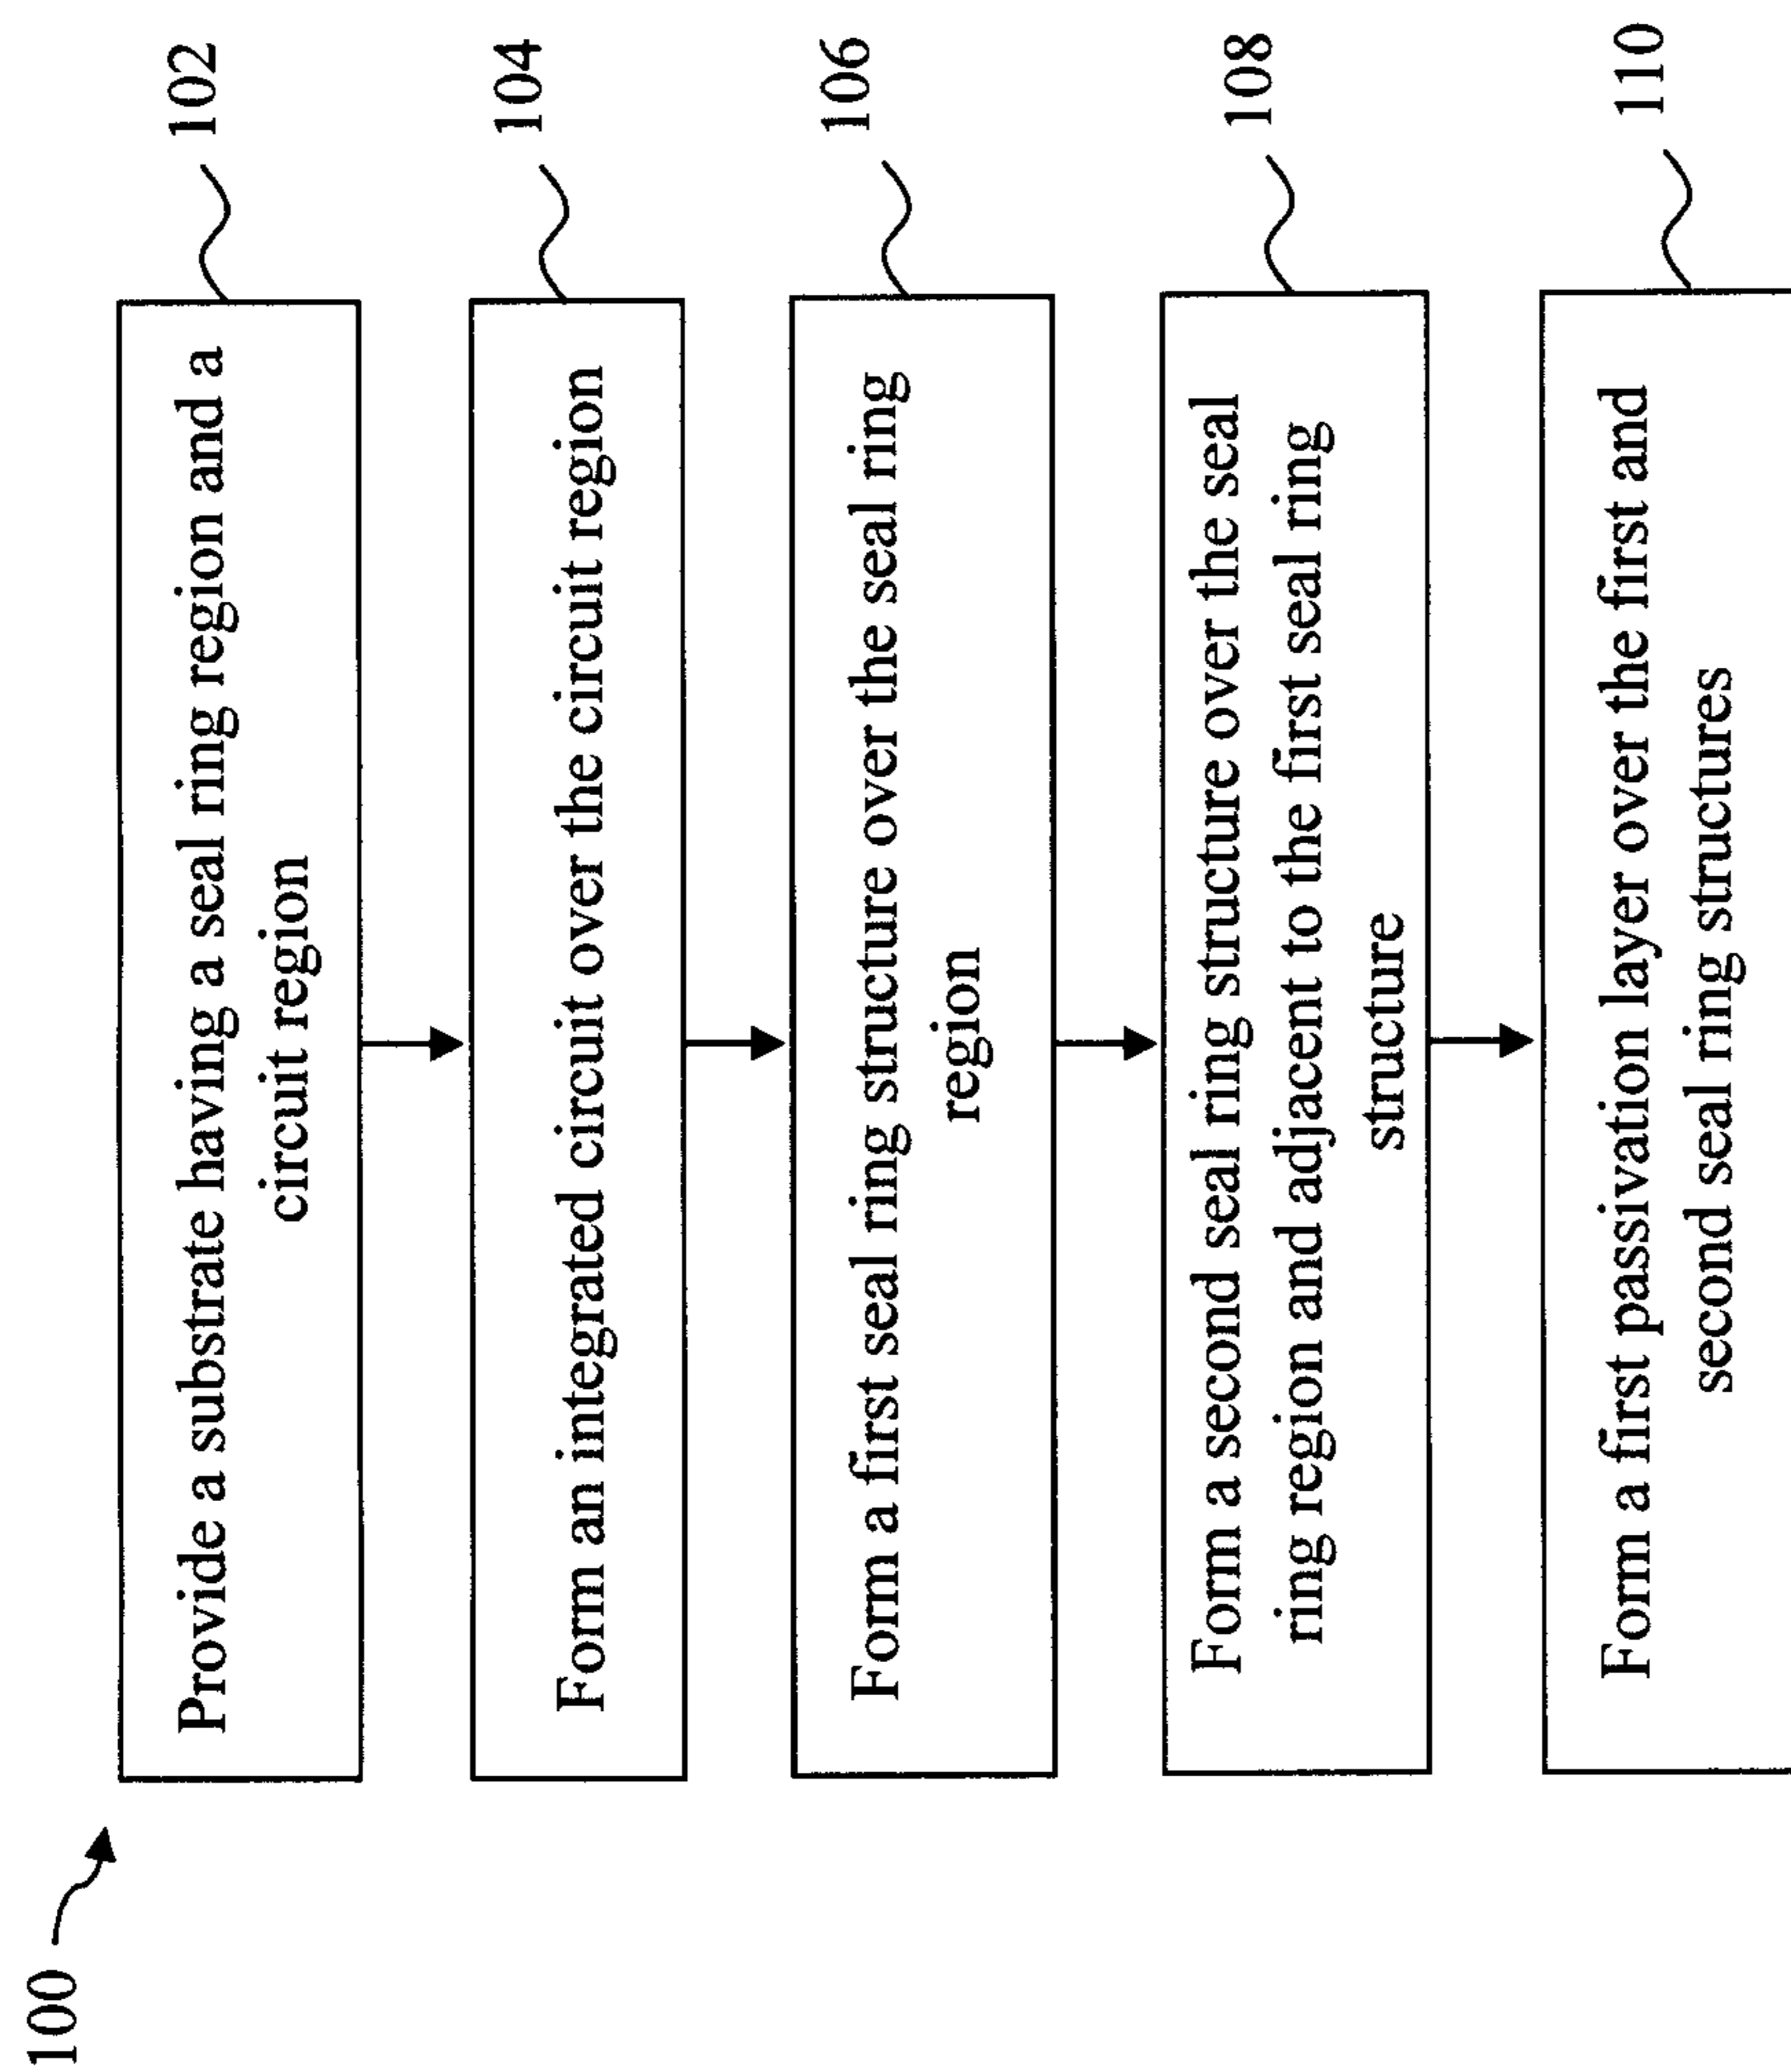 100
Provide a substrate having a seal ring region and a
circuit region
102
Form an integrated circuit over the circuit region
104
Form a first seal ring structure over the seal ring
region
106
Form a second seal ring structure over the seal
ring region and adjacent to the first seal ring
structure
108
Form a first passivation layer over the first and
second seal ring structures
110